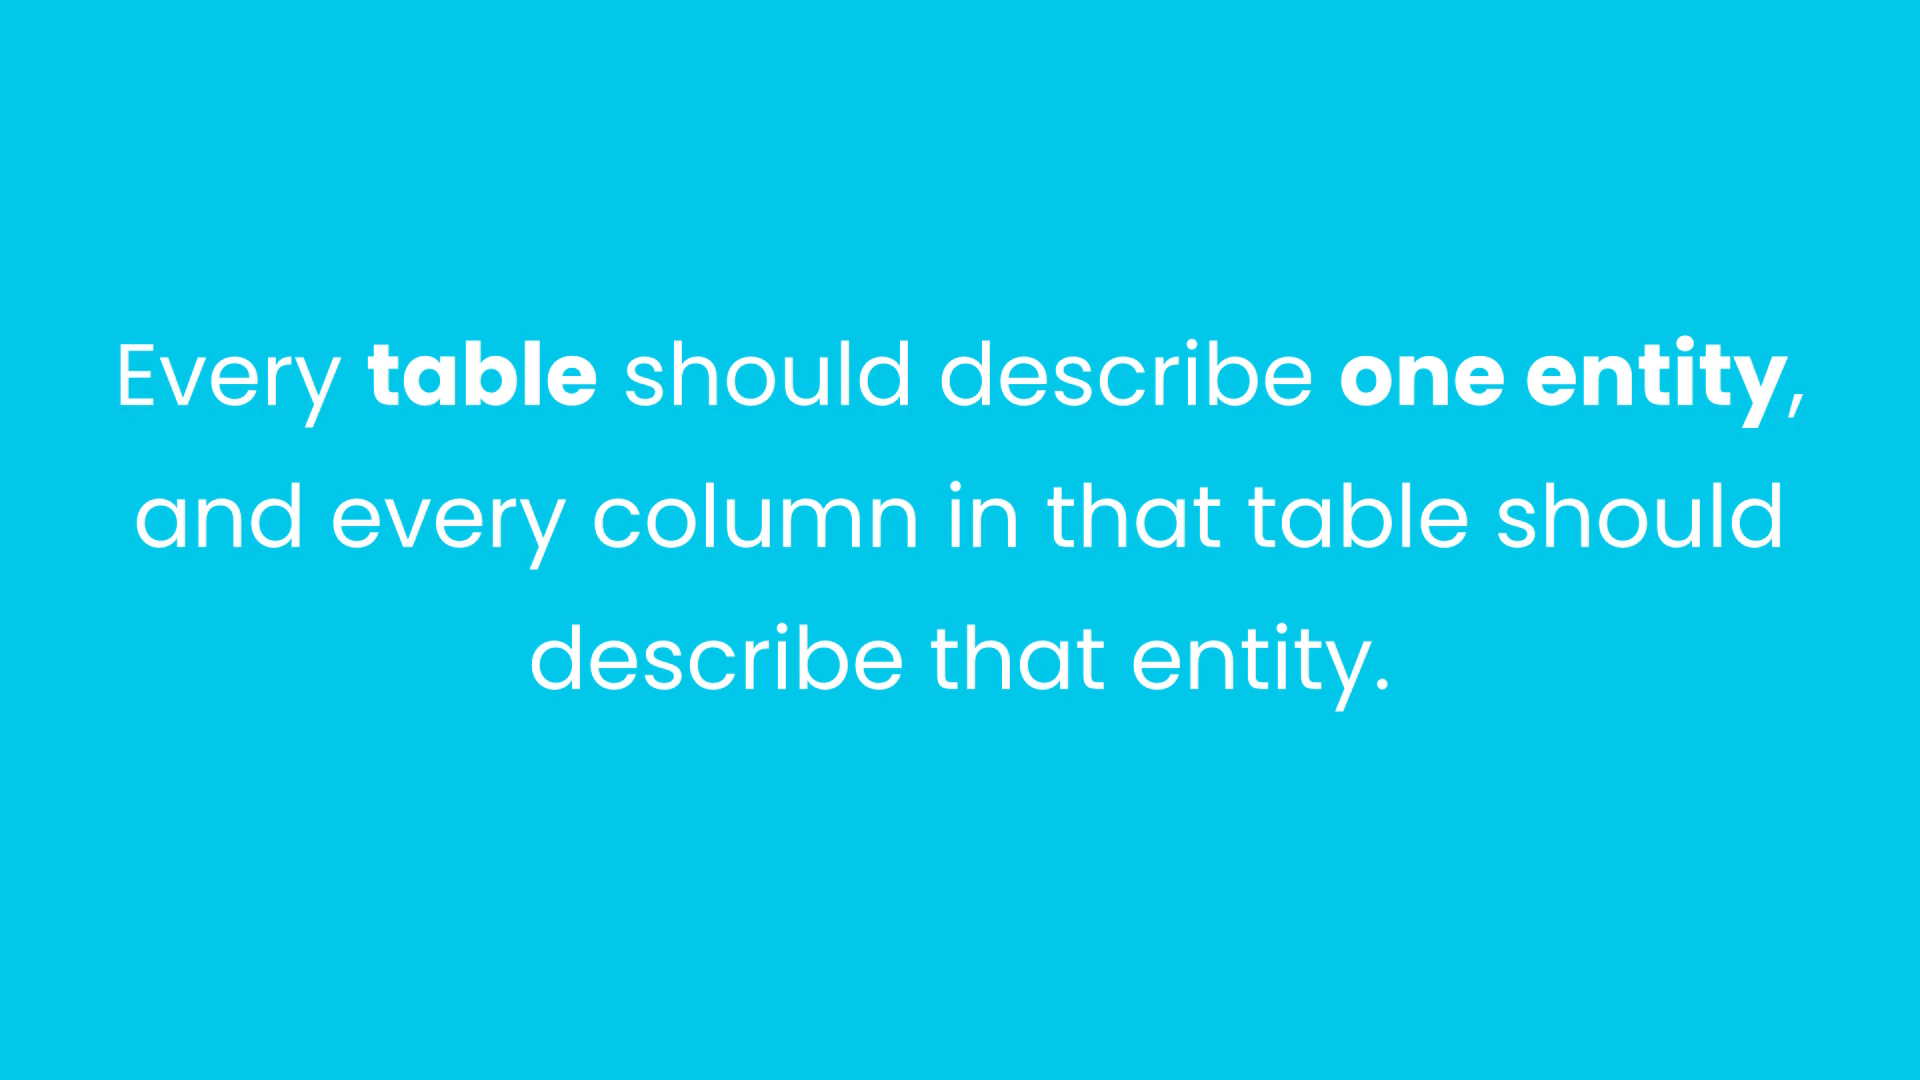 Every table should describe one entity,
and every column in that table should
describe that entity.